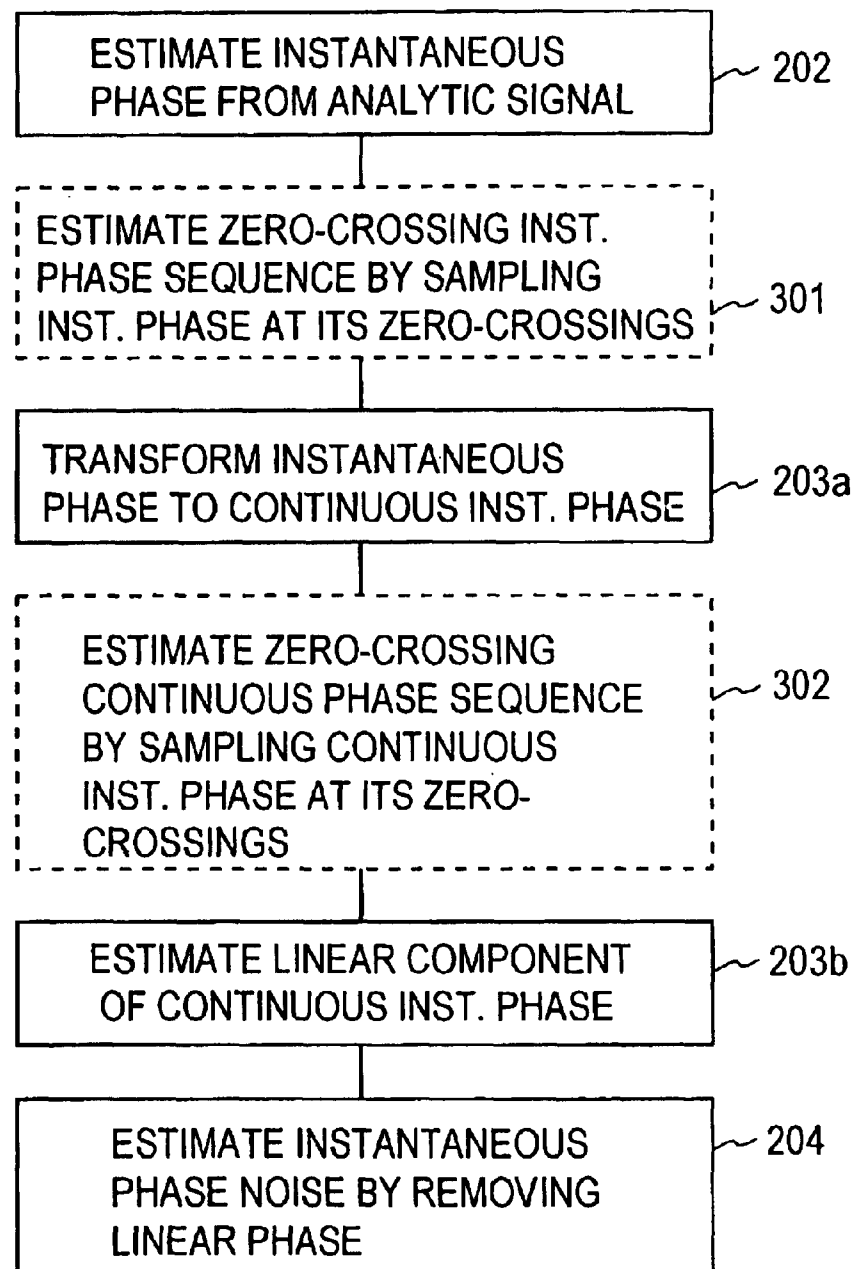 ESTIMATE INSTANTANEOUS
PHASE FROM ANALYTIC SIGNAL
202
ESTIMATE ZERO-CROSSING INST.
PHASE SEQUENCE BY SAMPLING
INST. PHASE AT ITS ZERO-CROSSINGS
301
TRANSFORM INSTANTANEOUS
PHASE TO CONTINUOUS INST. PHASE
203a
ESTIMATE ZERO-CROSSING
CONTINUOUS PHASE SEQUENCE
BY SAMPLING CONTINUOUS
INST. PHASE AT ITS ZERO-
CROSSINGS
302
ESTIMATE LINEAR COMPONENT
OF CONTINUOUS INST. PHASE
203b
ESTIMATE INSTANTANEOUS
PHASE NOISE BY REMOVING
LINEAR PHASE
204